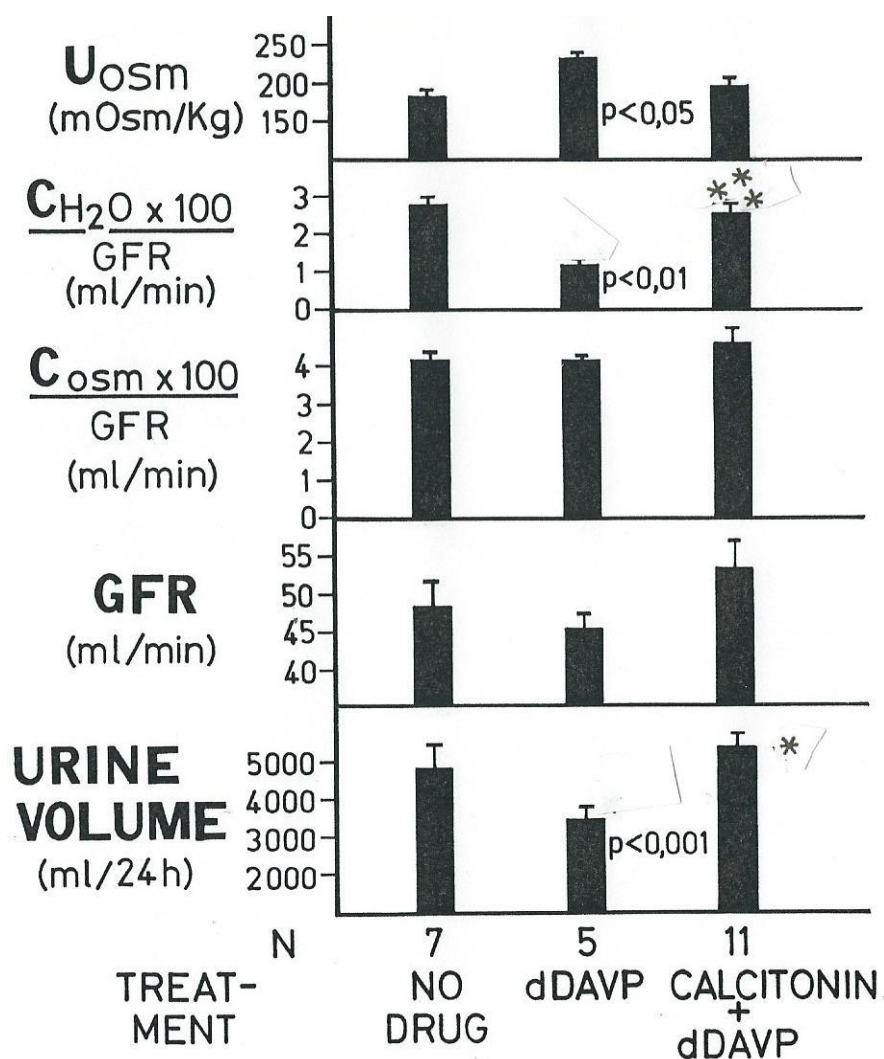 Uosm
(mOsm/Kg)
250
200
150
p<0,05
CH2O x 100
GFR
(ml/min)
3
2
1
0
p<0,01
* * *
Cosm x 100
GFR
(ml/min)
4
3
2
1
0
GFR
(ml/min)
55
50
45
40
URINE
VOLUME
(ml/24h)
5000
4000
3000
2000
p<0,001
*
N 7 5 11
TREAT-
MENT
NO
DRUG
dDAVP
CALCITONIN
+
dDAVP